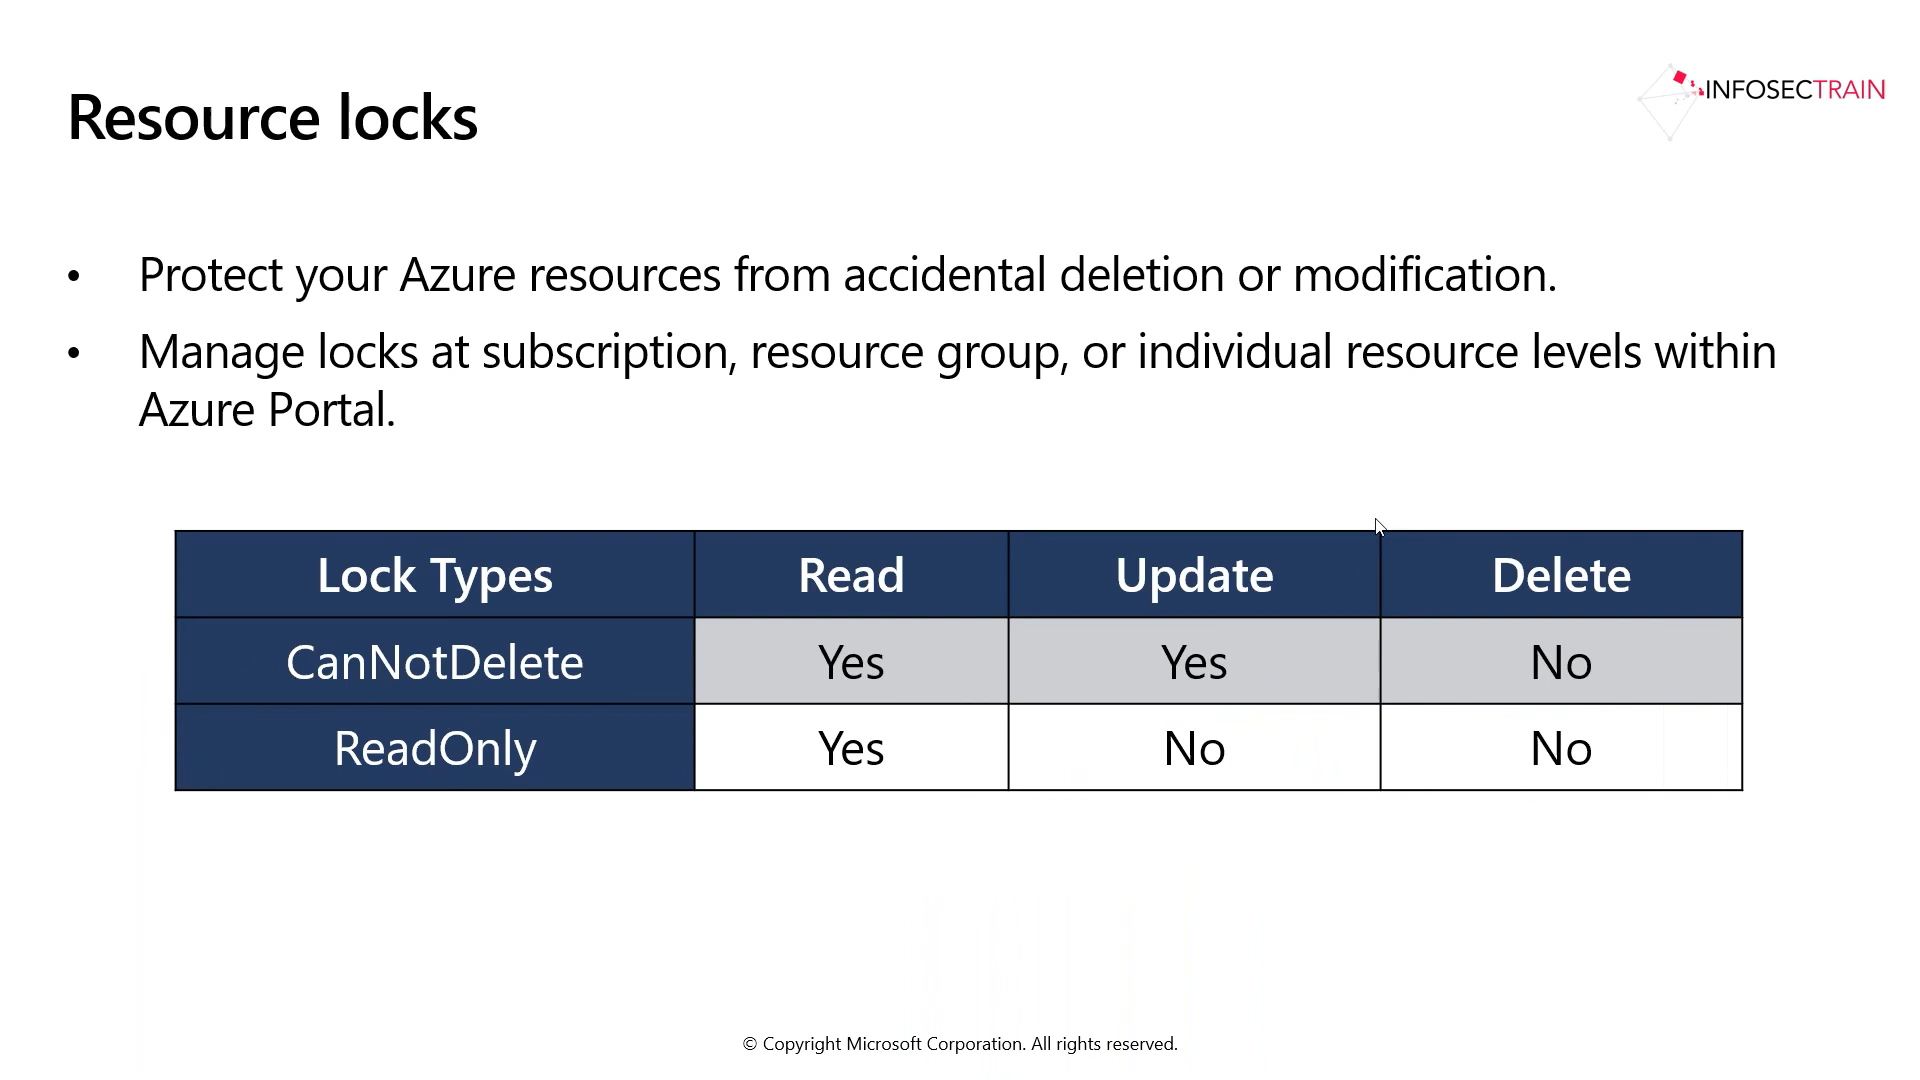 Resource locks
INFOSECTRAIN
• Protect your Azure resources from accidental deletion or modification.
• Manage locks at subscription, resource group, or individual resource levels within
Azure Portal.
Lock Types Read Update Delete
CanNotDelete Yes Yes No
ReadOnly Yes No No
© Copyright Microsoft Corporation. All rights reserved.